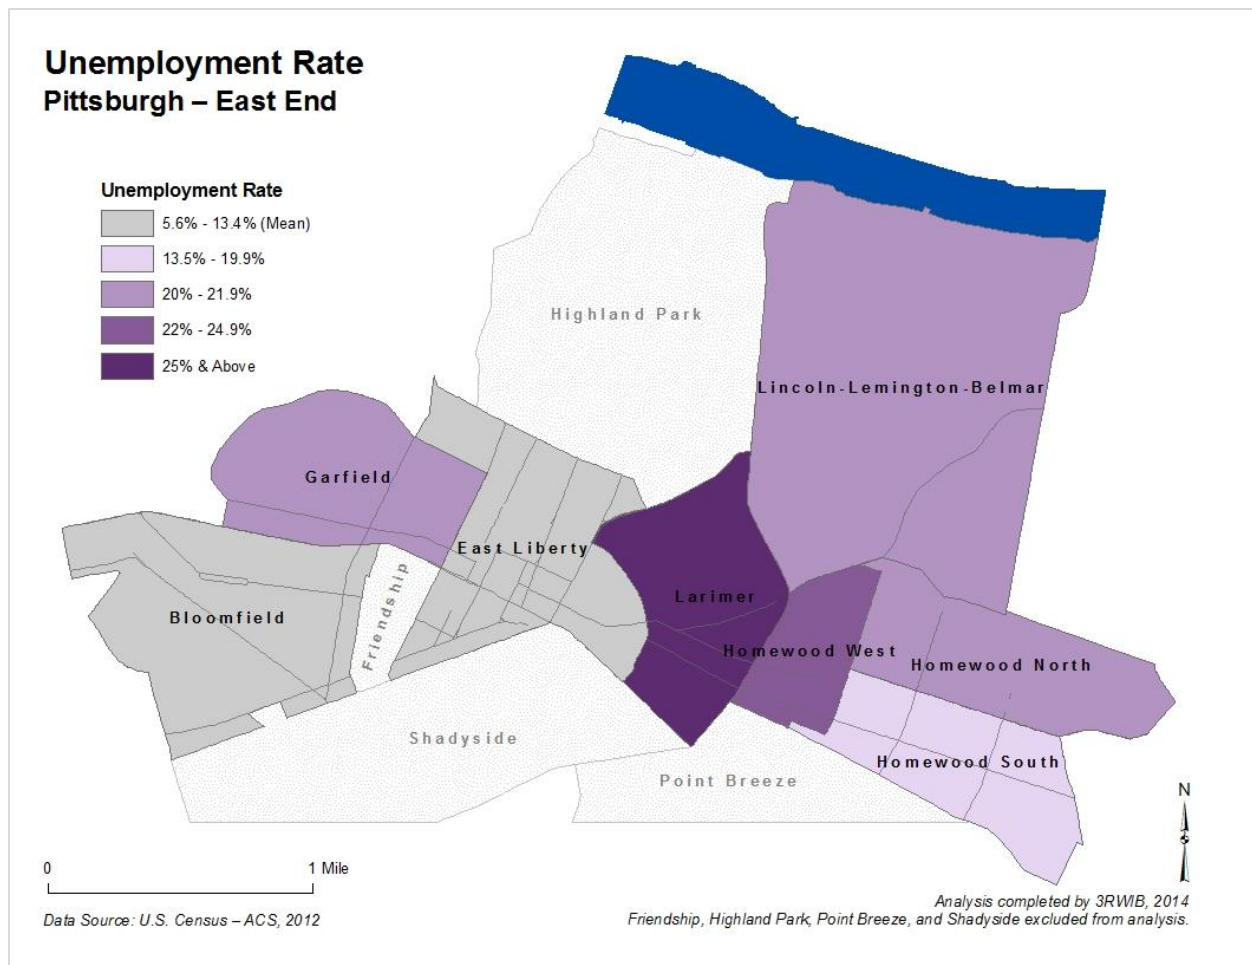 Unemployment Rate
Pittsburgh – East End
Unemployment Rate
5.6% - 13.4% (Mean)
13.5% - 19.9%
20% - 21.9%
22% - 24.9%
25% & Above
Highland Park
Lincoln-Lemington-Belmar
Garfield
East Liberty
Friendship
Bloomfield
Larimer
Homewood West
Homewood North
Shadyside
Homewood South
Point Breeze
N
0 1 Mile
Data Source: U.S. Census – ACS, 2012
Analysis completed by 3RWIB, 2014
Friendship, Highland Park, Point Breeze, and Shadyside excluded from analysis.